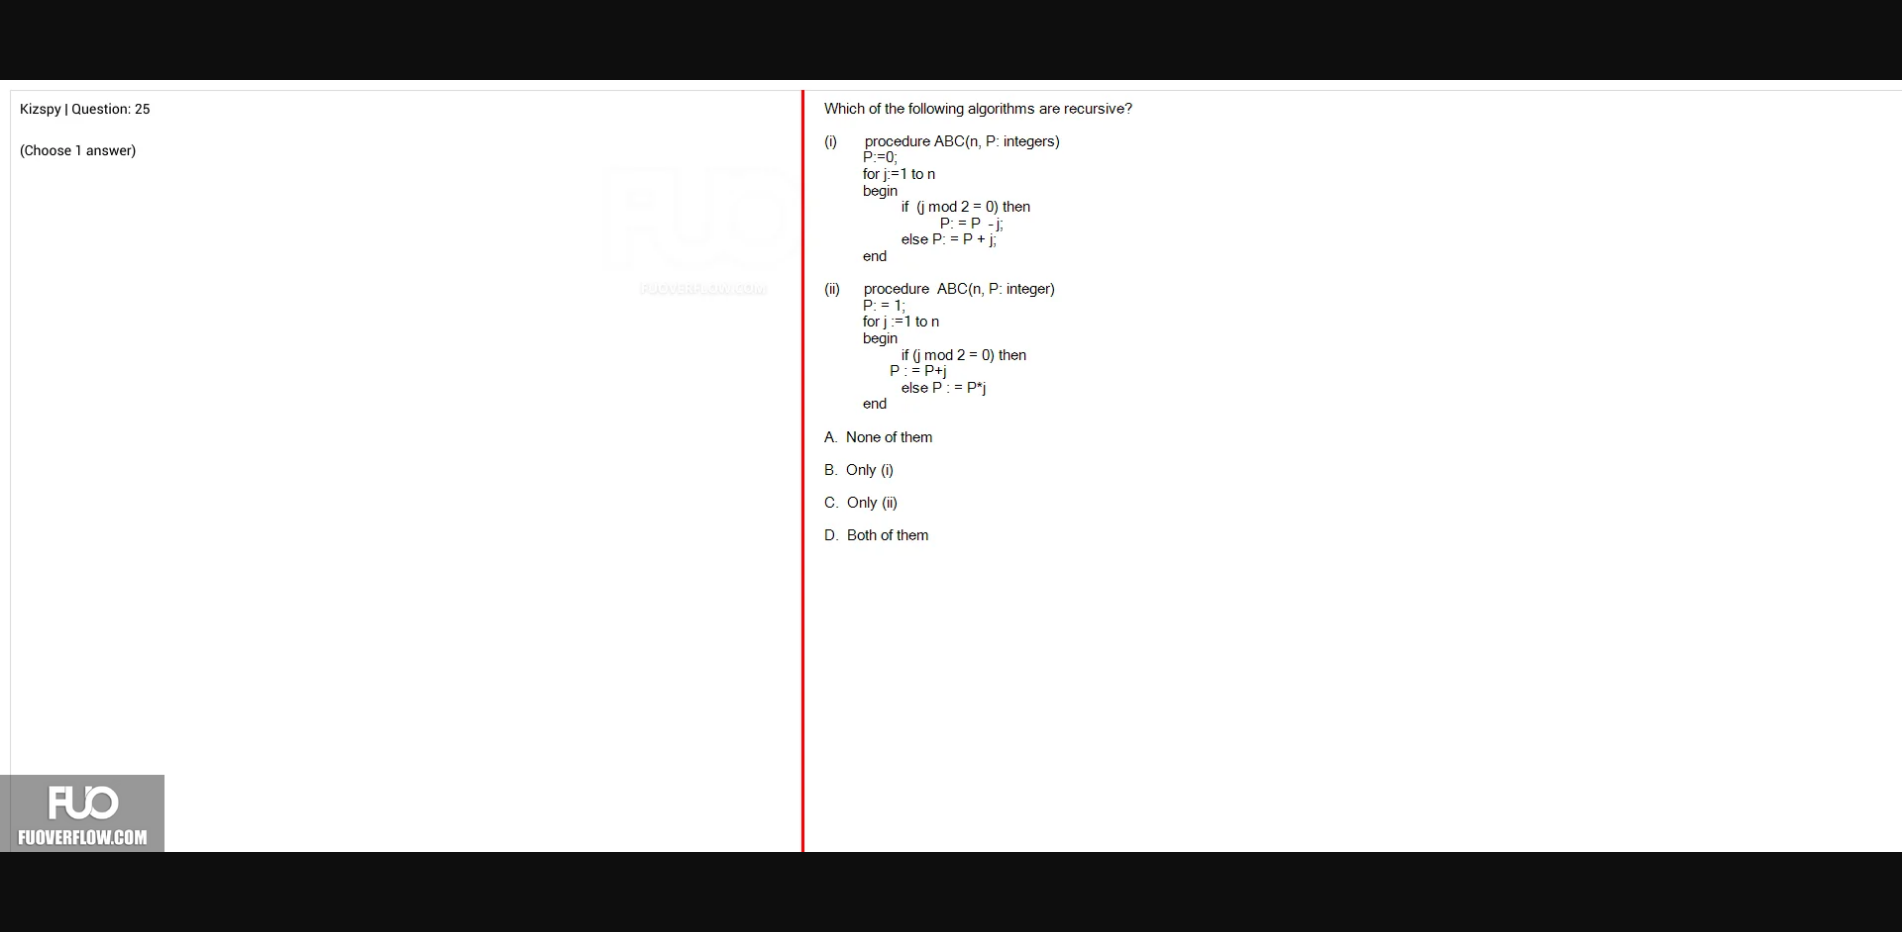 Kizspy | Question: 25
(Choose 1 answer)
FUO
FUOVERFLOW.COM
Which of the following algorithms are recursive?
(i) procedure ABC(n, P: integers)
P:=0;
for j:=1 to n
begin
if (j mod 2 = 0) then
P: = P - j;
else P: = P + j;
end
(ii) procedure ABC(n, P: integer)
P: = 1;
for j :=1 to n
begin
if (j mod 2 = 0) then
P : = P+j
else P : = P*j
end
A. None of them
B. Only (i)
C. Only (ii)
D. Both of them
FUO
FUOVERFLOW.COM